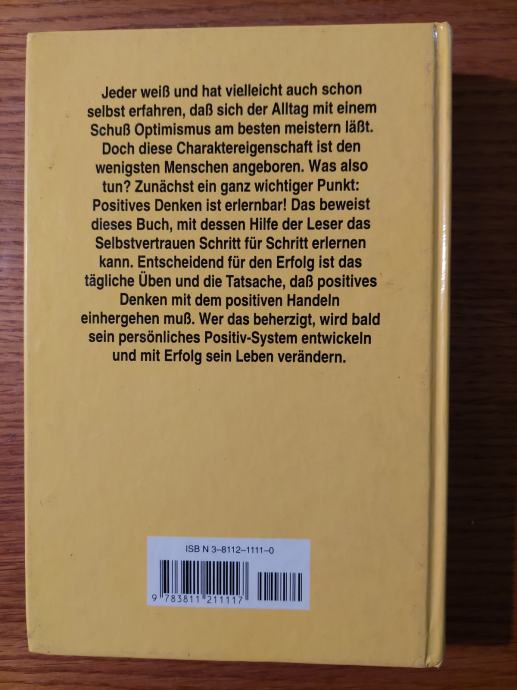 Jeder weiß und hat vielleicht auch schon
selbst erfahren, daß sich der Alltag mit einem
Schuß Optimismus am besten meistern läßt.
Doch diese Charaktereigenschaft ist den
wenigsten Menschen angeboren. Was also
tun? Zunächst ein ganz wichtiger Punkt:
Positives Denken ist erlernbar! Das beweist
dieses Buch, mit dessen Hilfe der Leser das
Selbstvertrauen Schritt für Schritt erlernen
kann. Entscheidend für den Erfolg ist das
tägliche Üben und die Tatsache, daß positives
Denken mit dem positiven Handeln
einhergehen muß. Wer das beherzigt, wird bald
sein persönliches Positiv-System entwickeln
und mit Erfolg sein Leben verändern.
ISB N 3–8112–1111–0
9 783811 211117